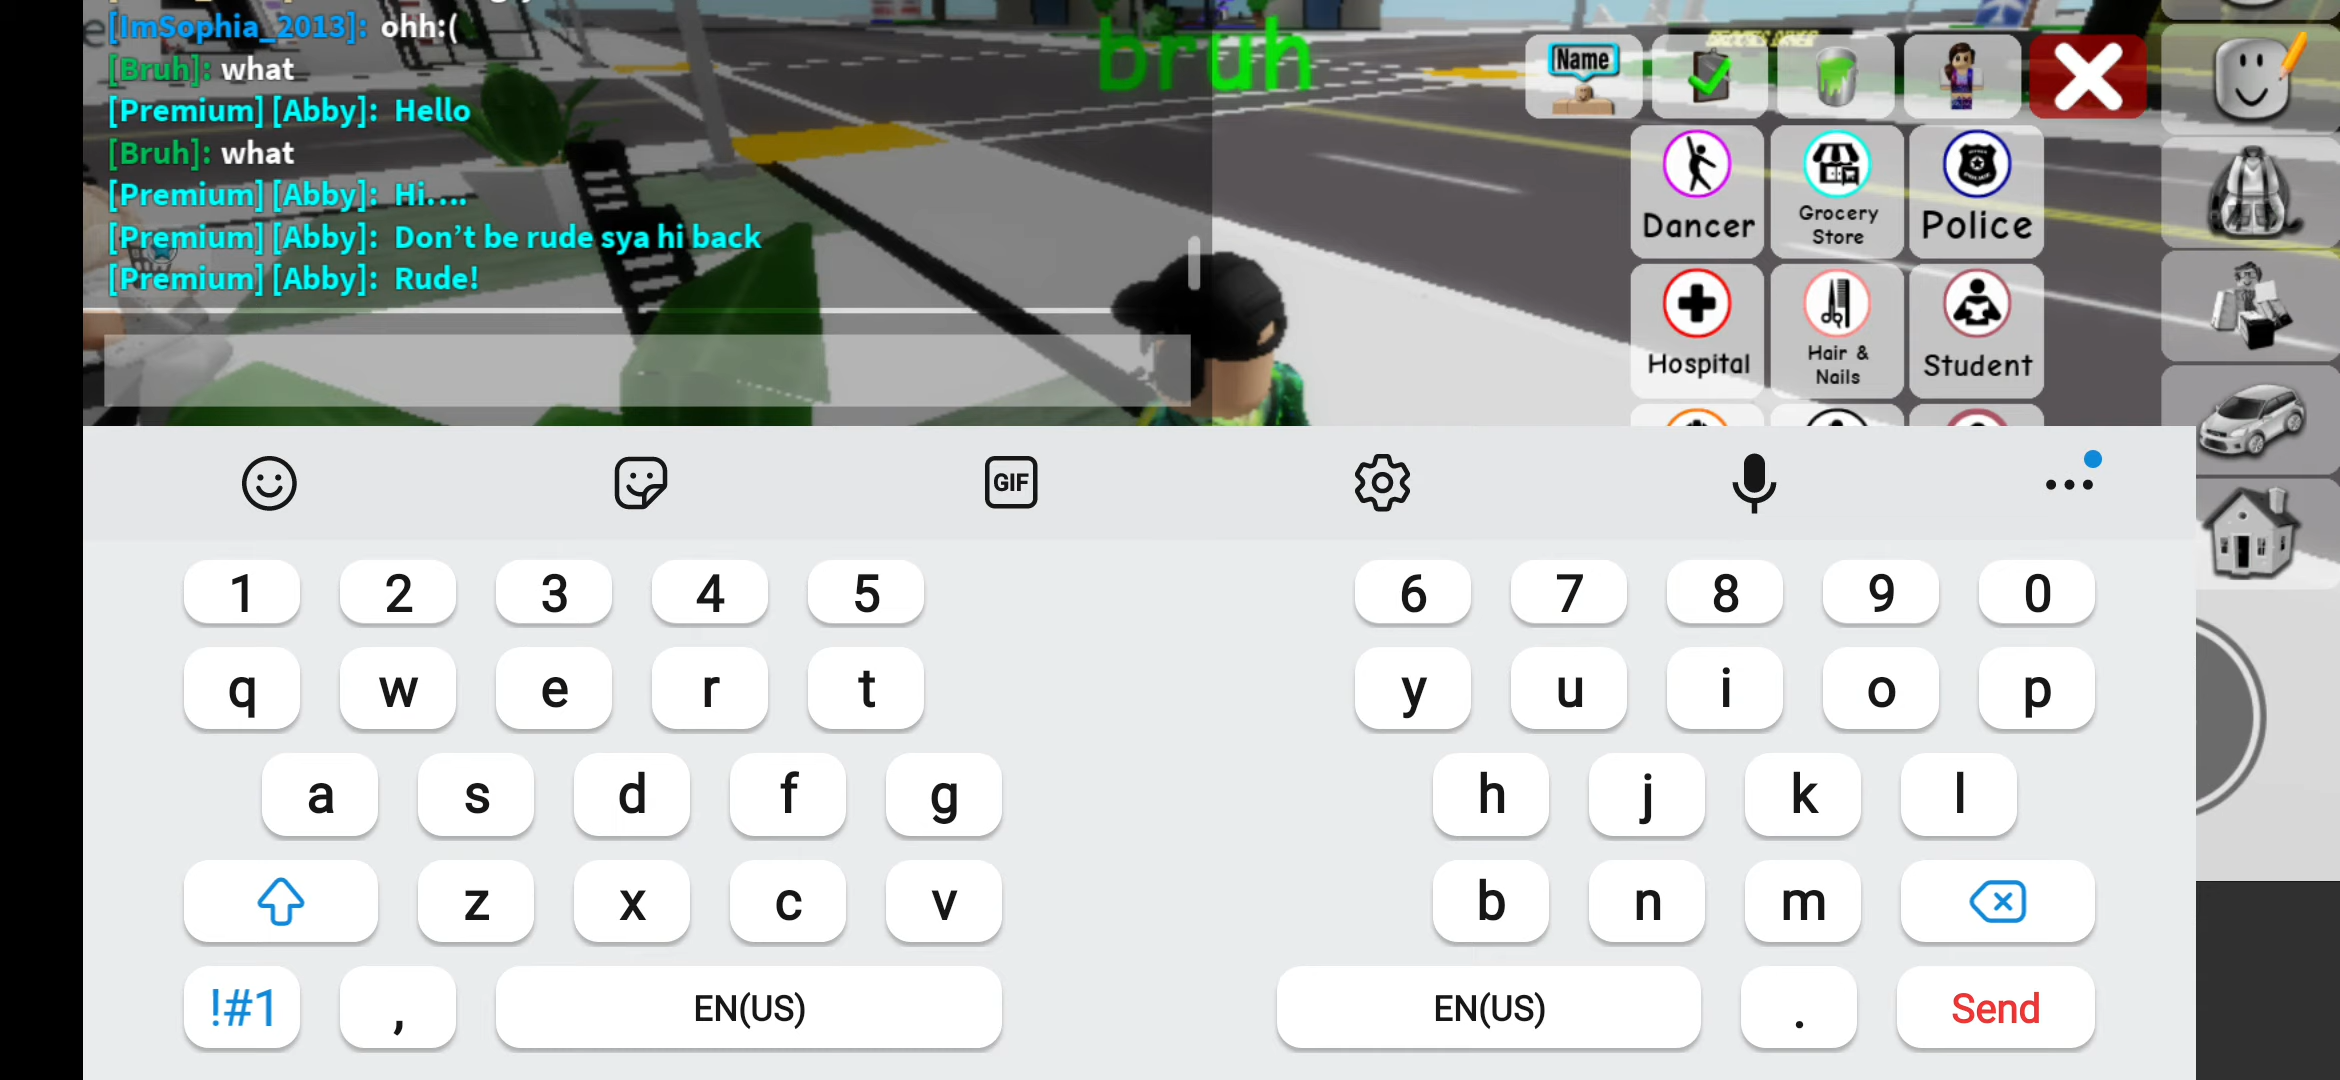 [ImSophia_2013]: ohh:(
[Bruh]: what
[Premium] [Abby]: Hello
[Bruh]: what
[Premium] [Abby]: Hi....
[Premium] [Abby]: Don't be rude sya hi back
[Premium] [Abby]: Rude!
bruh
Name
Dancer
Grocery Store
Police
Hospital
Hair & Nails
Student
GIF
1 2 3 4 5 6 7 8 9 0
q w e r t y u i o p
a s d f g h j k l
z x c v b n m
!#1 , EN(US) EN(US) . Send